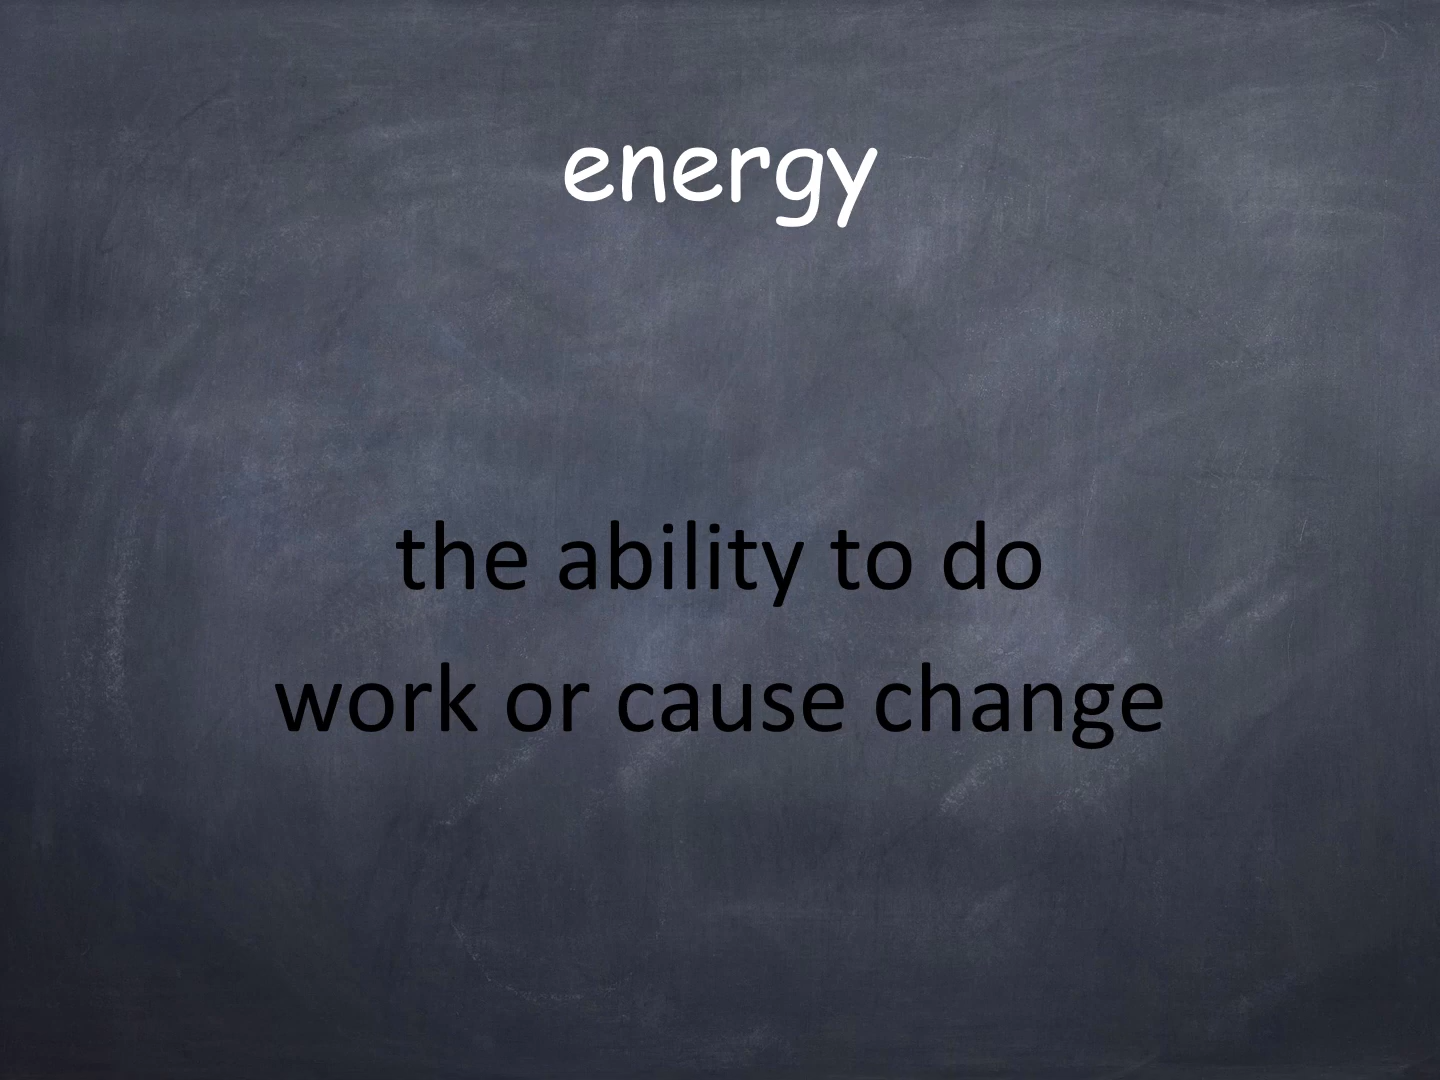 energy
the ability to do
work or cause change